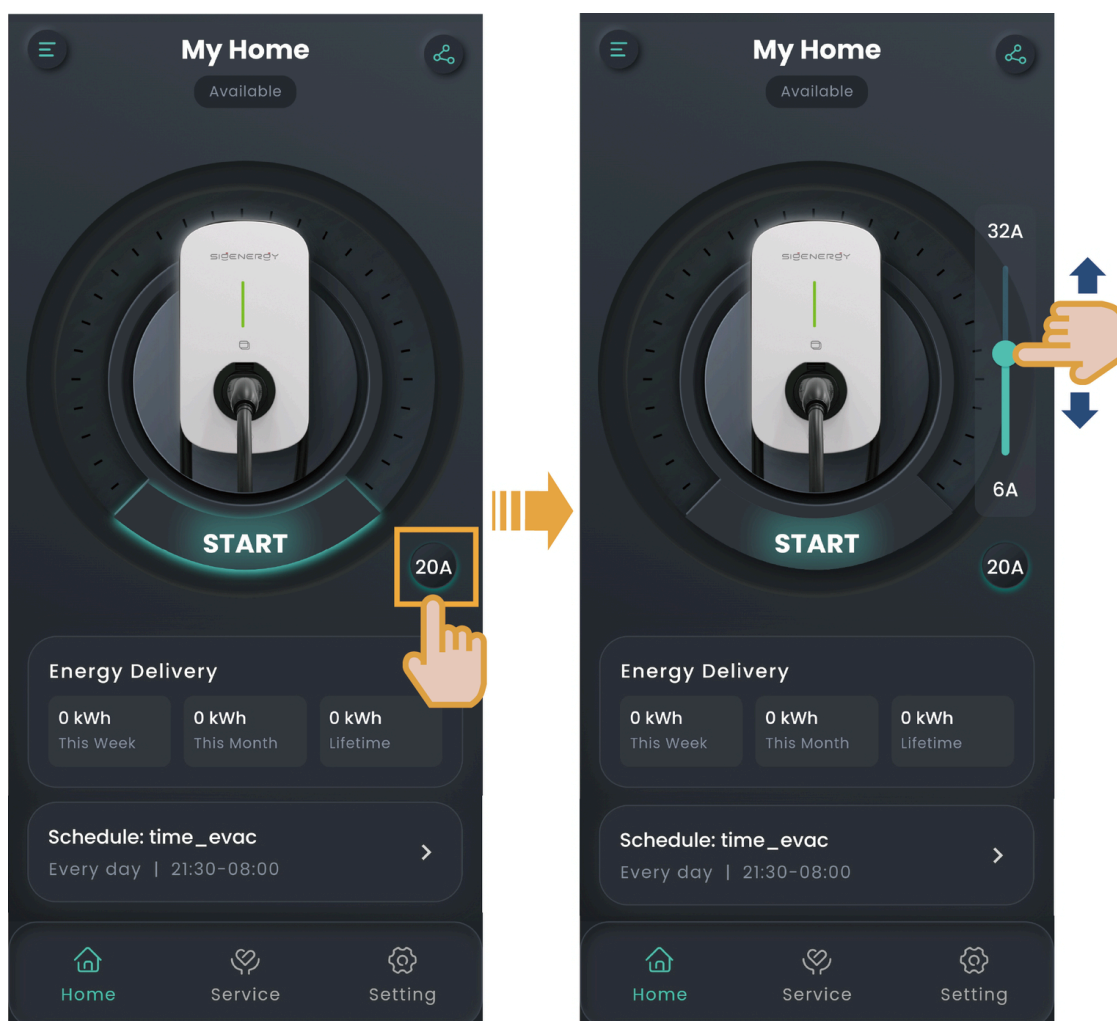 My Home
Available
SIGENERGY
START
20A
Energy Delivery
0 kWh 0 kWh 0 kWh
This Week This Month Lifetime
Schedule: time_evac
Every day | 21:30-08:00
Home Service Setting
My Home
Available
32A
SIGENERGY
6A
START
20A
Energy Delivery
0 kWh 0 kWh 0 kWh
This Week This Month Lifetime
Schedule: time_evac
Every day | 21:30-08:00
Home Service Setting